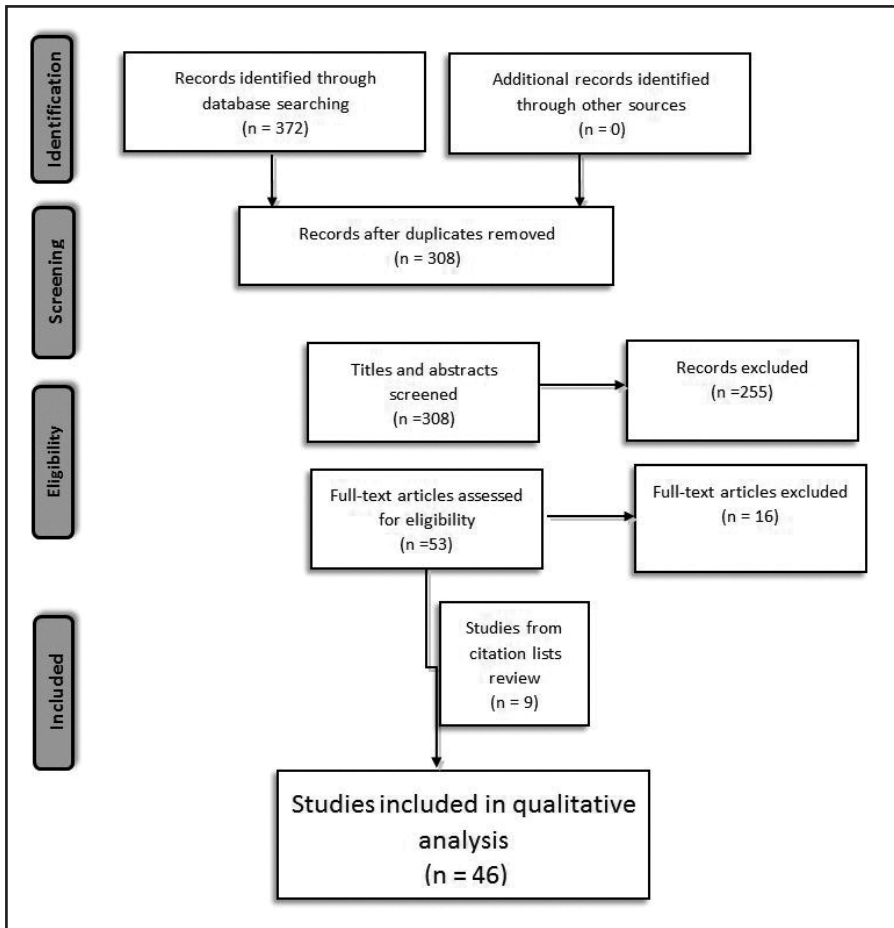 Identification
Records identified through
database searching
(n = 372)
Additional records identified
through other sources
(n = 0)
Screening
Records after duplicates removed
(n = 308)
Titles and abstracts
screened
(n =308)
Records excluded
(n =255)
Eligibility
Full-text articles assessed
for eligibility
(n =53)
Full-text articles excluded
(n = 16)
Included
Studies from
citation lists
review
(n = 9)
Studies included in qualitative
analysis
(n = 46)